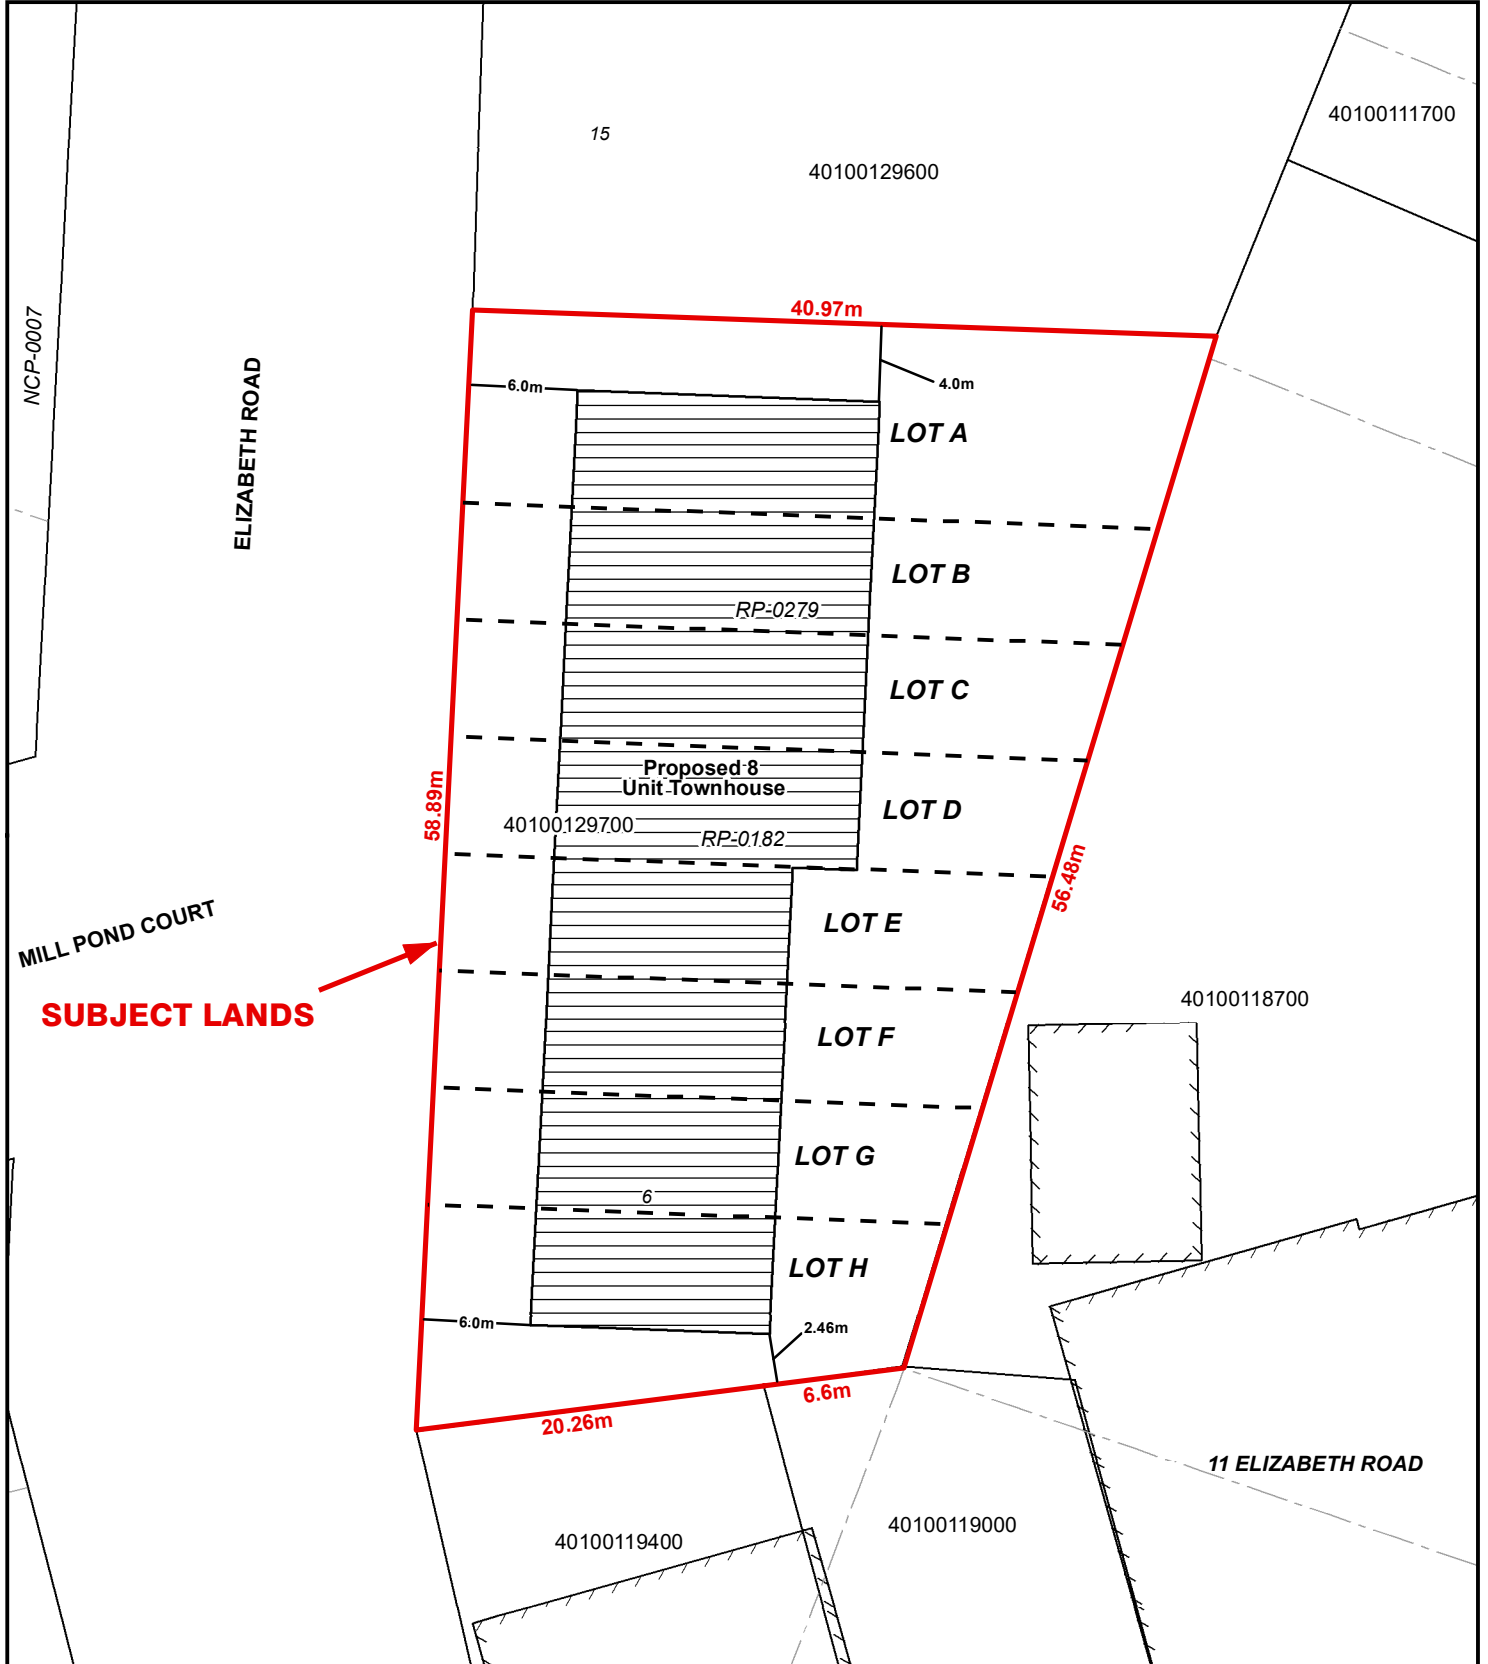 40100111700
15
40100129600
NCP-0007
40.97m
ELIZABETH ROAD
6.0m
4.0m
LOT A
LOT B
RP-0279
LOT C
Proposed 8
Unit Townhouse
58.89m
LOT D
40100129700
RP-0182
56.48m
MILL POND COURT
LOT E
SUBJECT LANDS
40100118700
LOT F
LOT G
6
LOT H
6.0m
2.46m
6.6m
20.26m
11 ELIZABETH ROAD
40100119000
40100119400